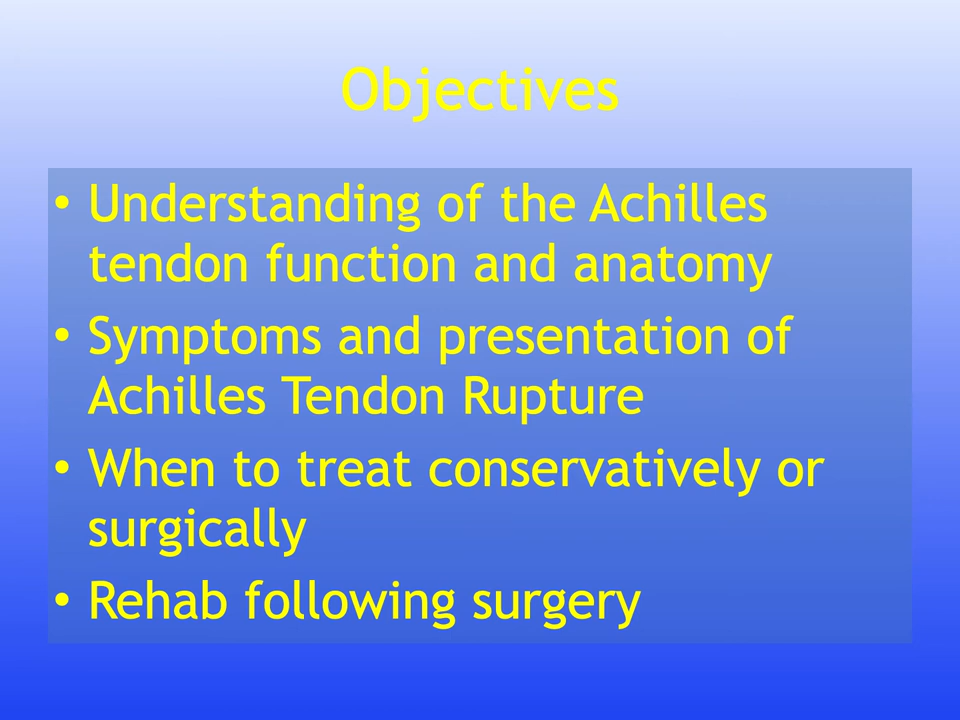 Objectives
• Understanding of the Achilles
tendon function and anatomy
• Symptoms and presentation of
Achilles Tendon Rupture
• When to treat conservatively or
surgically
• Rehab following surgery